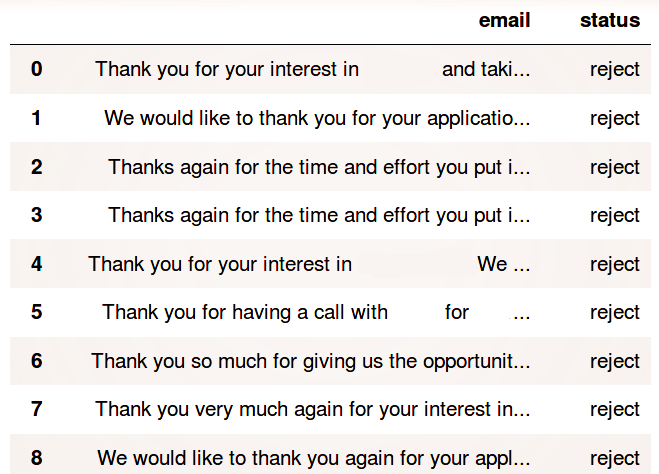 email status
0 Thank you for your interest in and taki... reject
1 We would like to thank you for your applicatio... reject
2 Thanks again for the time and effort you put i... reject
3 Thanks again for the time and effort you put i... reject
4 Thank you for your interest in We ... reject
5 Thank you for having a call with for ... reject
6 Thank you so much for giving us the opportunit... reject
7 Thank you very much again for your interest in... reject
8 We would like to thank you again for your appl... reject